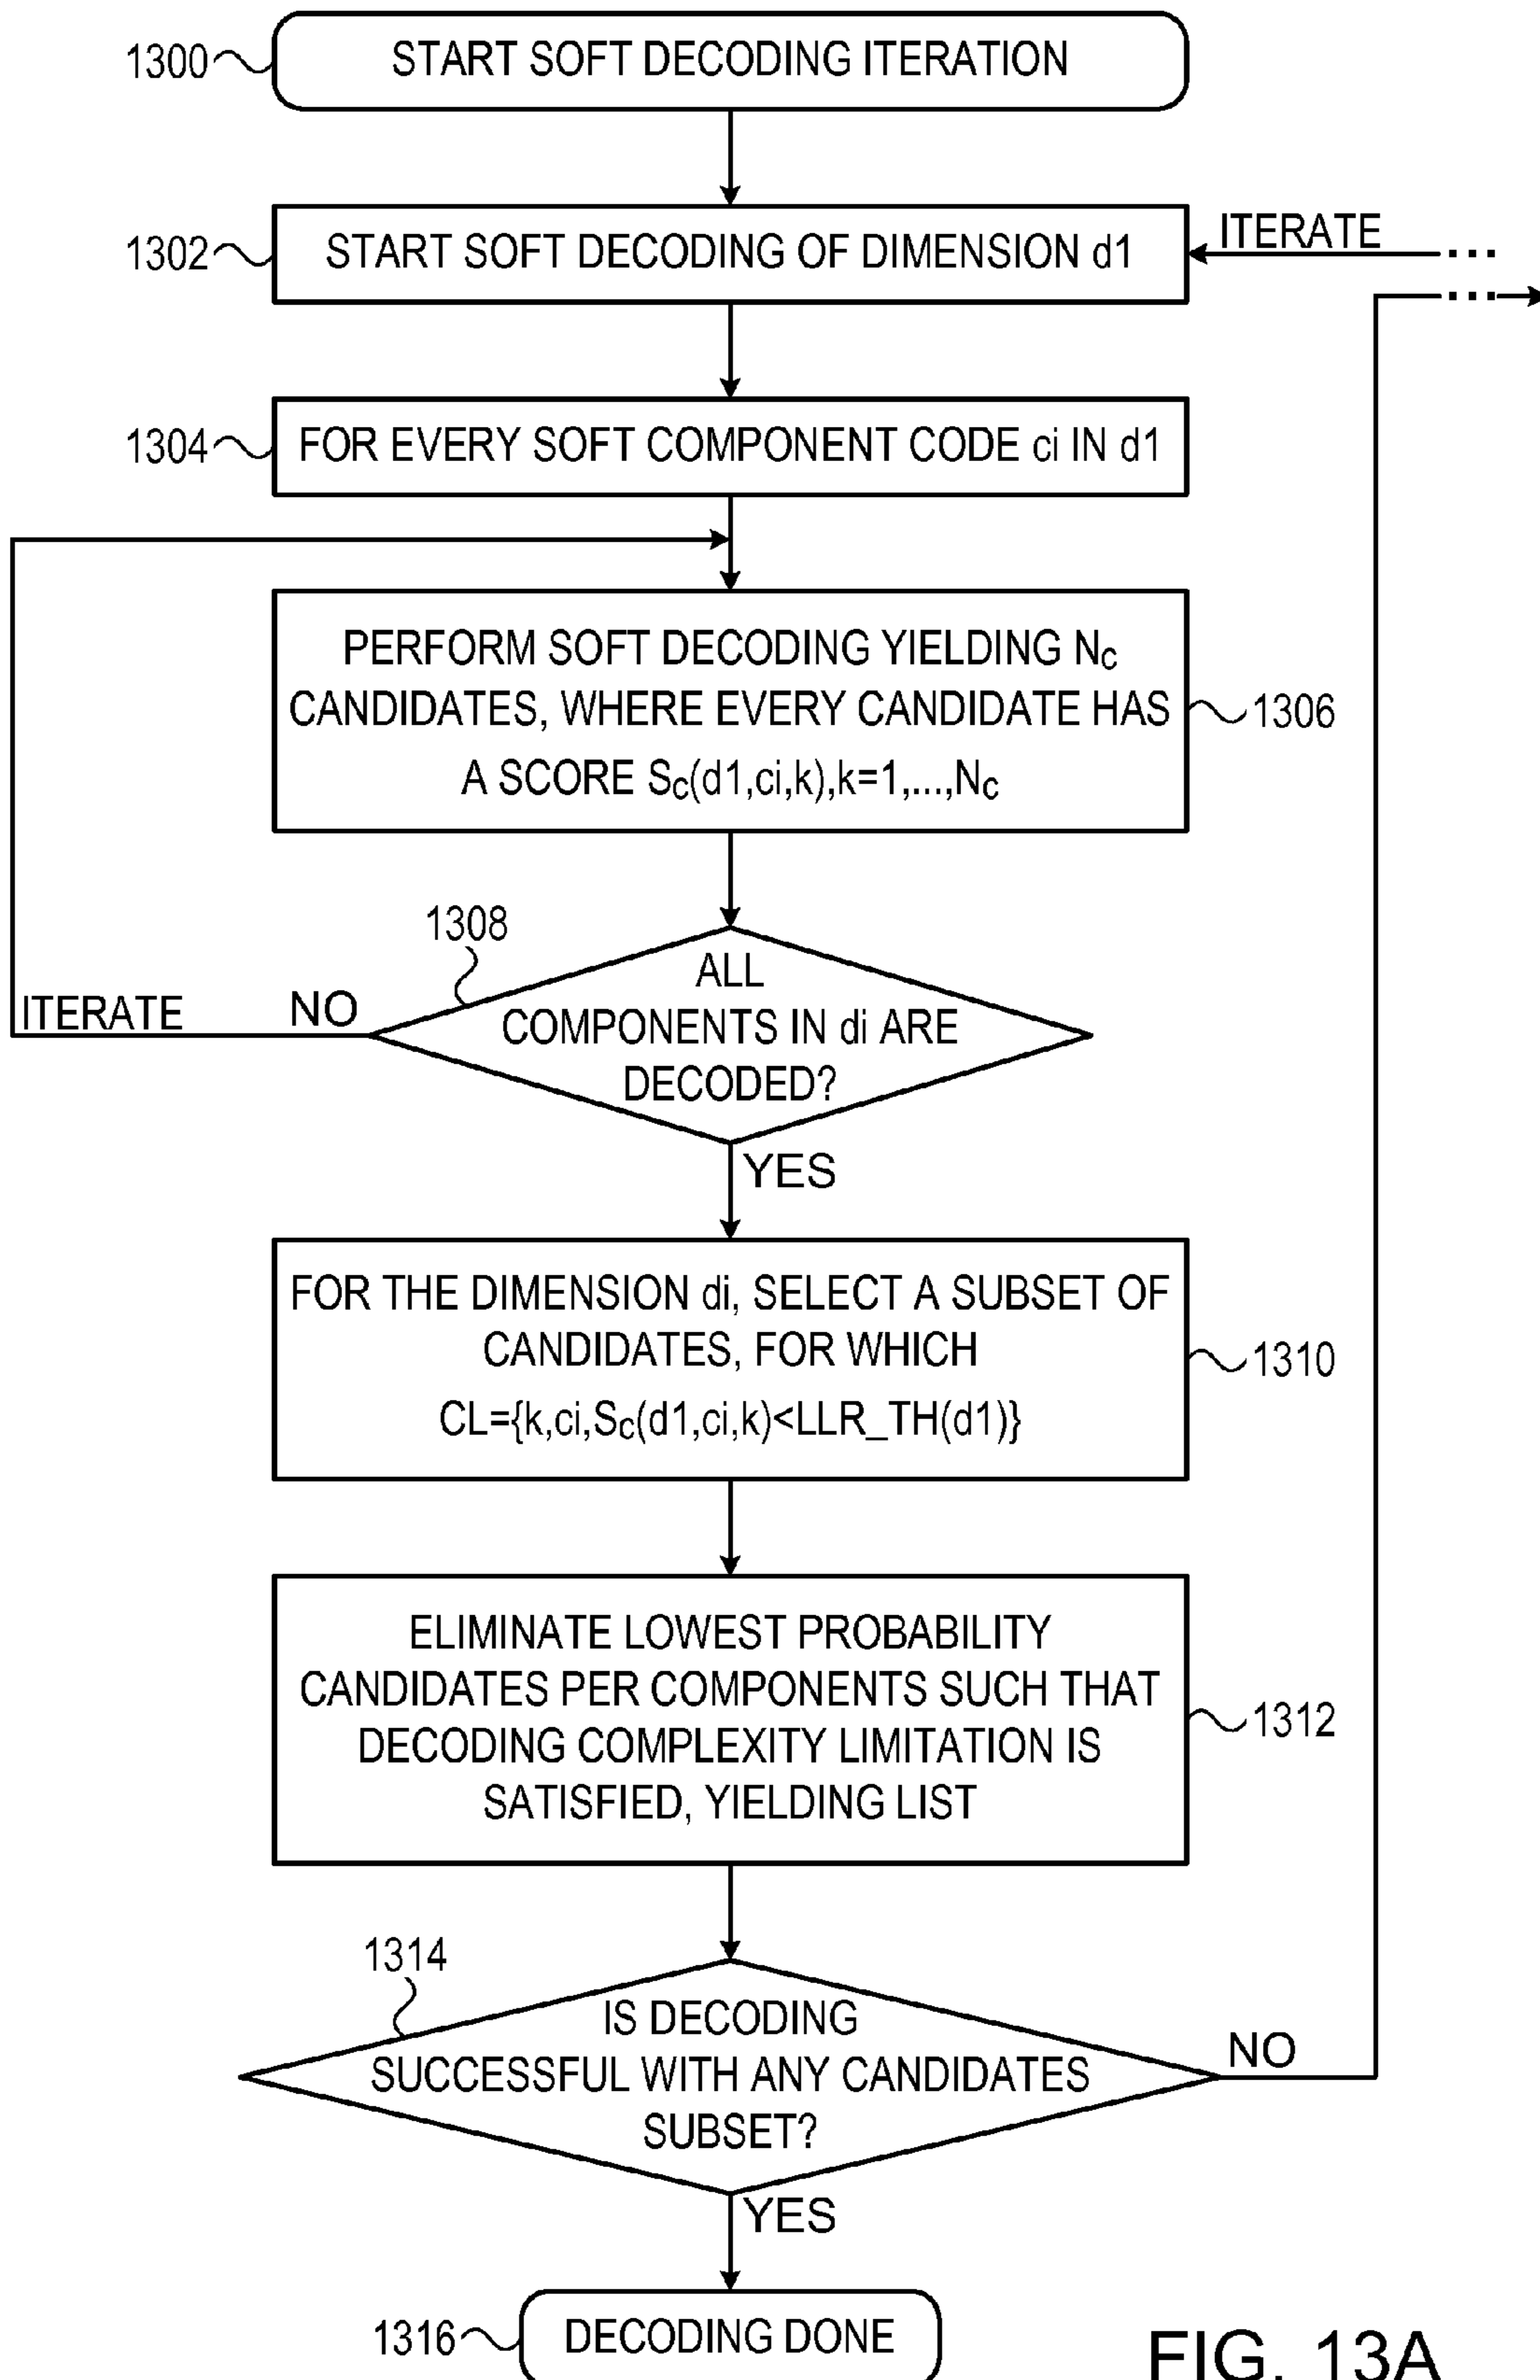 1300
START SOFT DECODING ITERATION
1302
START SOFT DECODING OF DIMENSION d1
ITERATE
...
...
1304
FOR EVERY SOFT COMPONENT CODE ci IN d1
PERFORM SOFT DECODING YIELDING Nc
CANDIDATES, WHERE EVERY CANDIDATE HAS
A SCORE Sc(d1,ci,k),k=1,...,Nc
1306
1308
ALL
COMPONENTS IN di ARE
DECODED?
ITERATE
NO
YES
FOR THE DIMENSION di, SELECT A SUBSET OF
CANDIDATES, FOR WHICH
CL={k,ci,Sc(d1,ci,k)<LLR_TH(d1)}
1310
ELIMINATE LOWEST PROBABILITY
CANDIDATES PER COMPONENTS SUCH THAT
DECODING COMPLEXITY LIMITATION IS
SATISFIED, YIELDING LIST
1312
1314
IS DECODING
SUCCESSFUL WITH ANY CANDIDATES
SUBSET?
NO
YES
1316
DECODING DONE
FIG. 13A